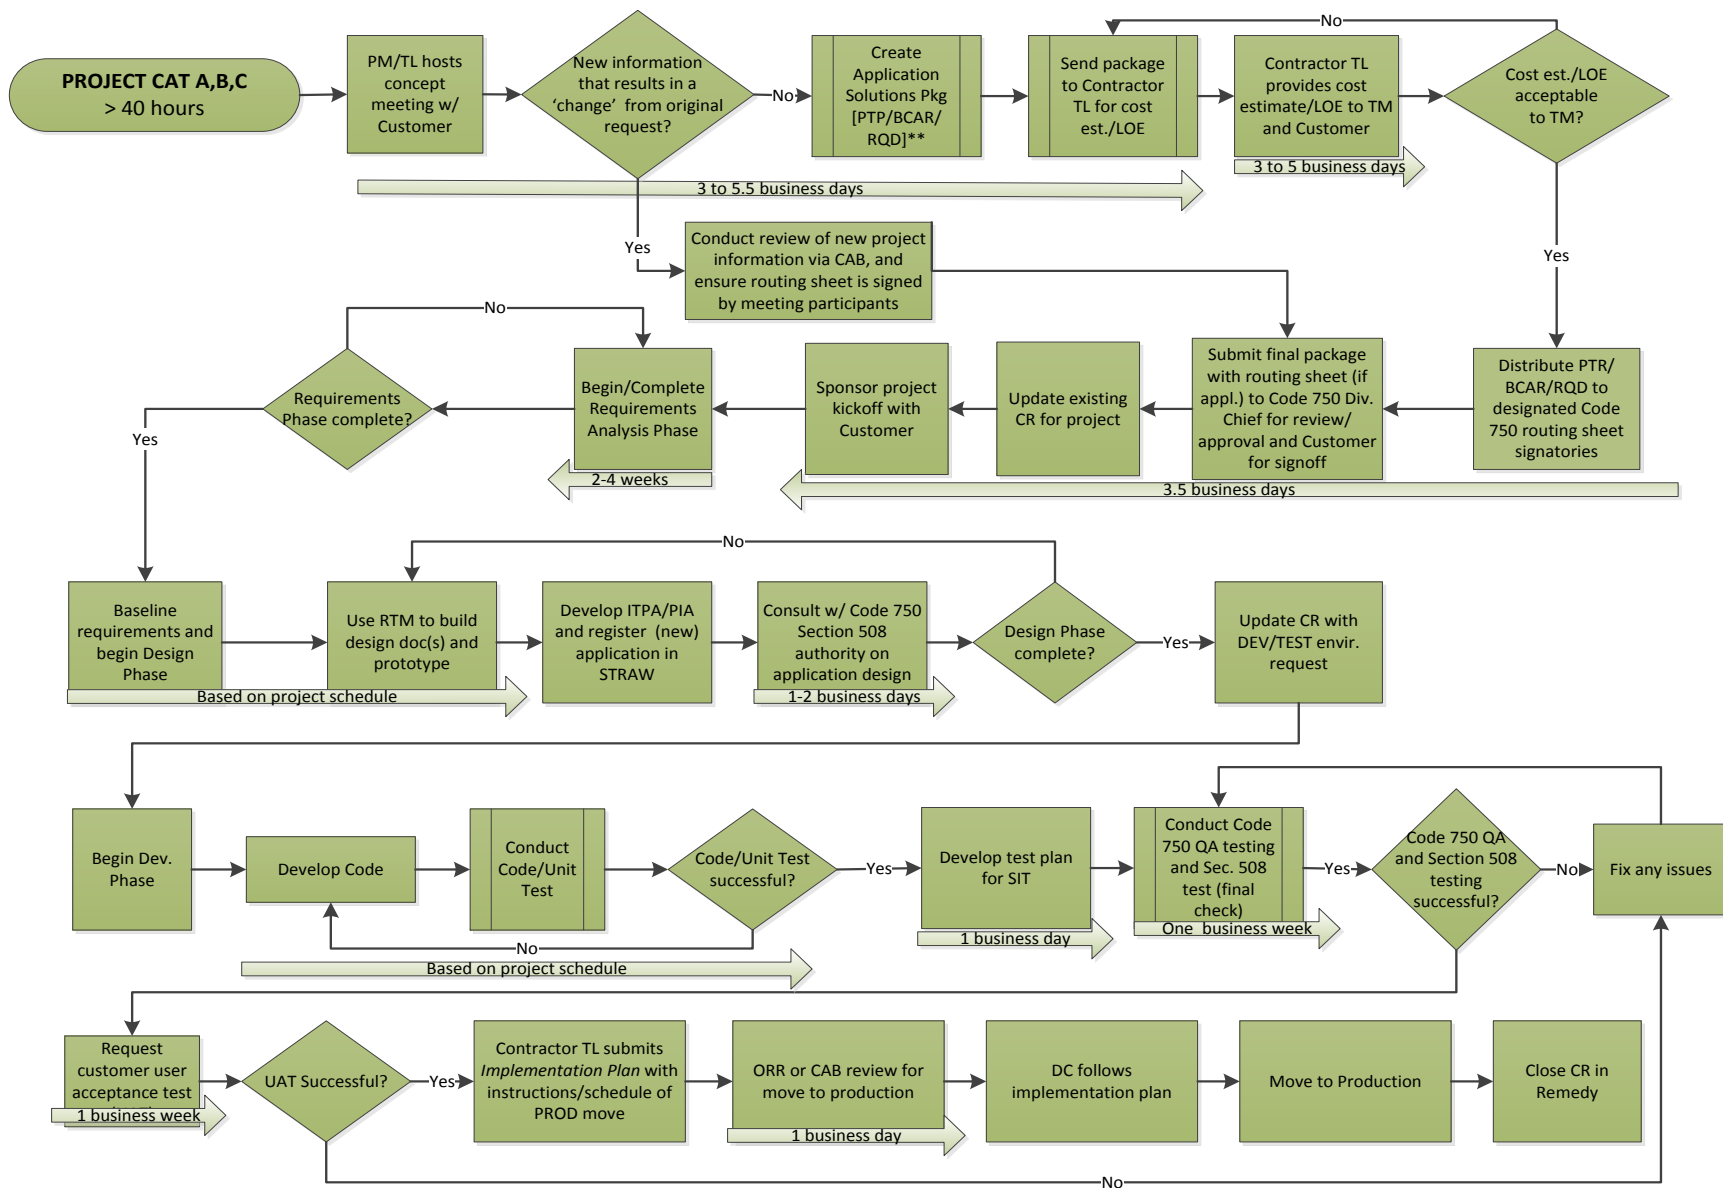 PROJECT CAT A,B,C
> 40 hours
PM/TL hosts
concept
meeting w/
Customer
New information
that results in a
‘change’ from original
request?
No
Create
Application
Solutions Pkg
[PTP/BCAR/
RQD]**
Send package
to Contractor
TL for cost
est./LOE
Contractor TL
provides cost
estimate/LOE to TM
and Customer
No
Cost est./LOE
acceptable
to TM?
3 to 5.5 business days
3 to 5 business days
Yes
Conduct review of new project
information via CAB, and
ensure routing sheet is signed
by meeting participants
Yes
No
Requirements
Phase complete?
Begin/Complete
Requirements
Analysis Phase
Sponsor project
kickoff with
Customer
Update existing
CR for project
Submit final package
with routing sheet (if
appl.) to Code 750 Div.
Chief for review/
approval and Customer
for signoff
Distribute PTR/
BCAR/RQD to
designated Code
750 routing sheet
signatories
Yes
2-4 weeks
3.5 business days
No
Baseline
requirements and
begin Design
Phase
Use RTM to build
design doc(s) and
prototype
Develop ITPA/PIA
and register (new)
application in
STRAW
Consult w/ Code 750
Section 508
authority on
application design
Design Phase
complete?
Yes
Update CR with
DEV/TEST envir.
request
Based on project schedule
1-2 business days
Begin Dev.
Phase
Develop Code
Conduct
Code/Unit
Test
Code/Unit Test
successful?
Yes
Develop test plan
for SIT
Conduct Code
750 QA testing
and Sec. 508
test (final
check)
Yes
Code 750 QA
and Section 508
testing
successful?
No
Fix any issues
No
Based on project schedule
1 business day
One business week
Request
customer user
acceptance test
1 business week
UAT Successful?
Yes
Contractor TL submits
Implementation Plan with
instructions/schedule of
PROD move
ORR or CAB review for
move to production
1 business day
DC follows
implementation plan
Move to Production
Close CR in
Remedy
No